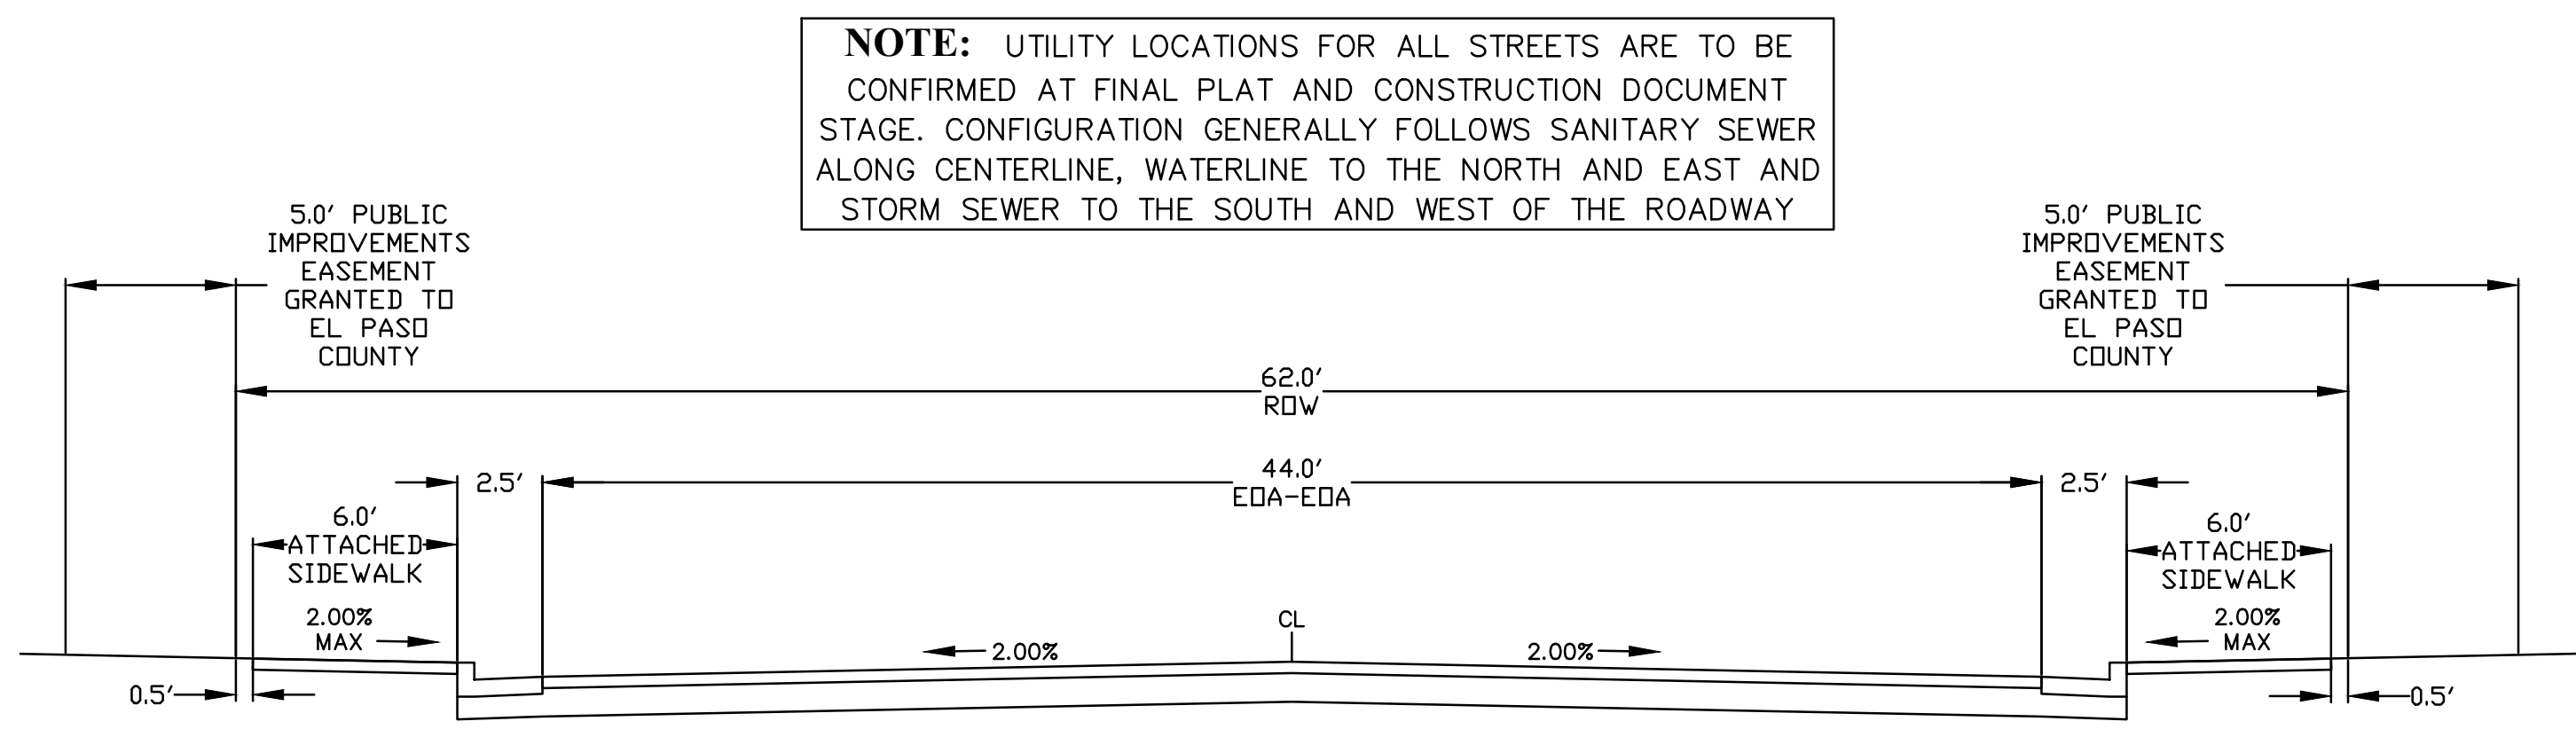 NOTE: UTILITY LOCATIONS FOR ALL STREETS ARE TO BE
CONFIRMED AT FINAL PLAT AND CONSTRUCTION DOCUMENT
STAGE. CONFIGURATION GENERALLY FOLLOWS SANITARY SEWER
ALONG CENTERLINE, WATERLINE TO THE NORTH AND EAST AND
STORM SEWER TO THE SOUTH AND WEST OF THE ROADWAY
5.0' PUBLIC
IMPROVEMENTS
EASEMENT
GRANTED TO
EL PASO
COUNTY
5.0' PUBLIC
IMPROVEMENTS
EASEMENT
GRANTED TO
EL PASO
COUNTY
62.0'
ROW
2.5'
44.0'
EOA-EOA
2.5'
6.0'
ATTACHED
SIDEWALK
6.0'
ATTACHED
SIDEWALK
2.00%
MAX
2.00%
CL
2.00%
2.00%
MAX
0.5'
0.5'